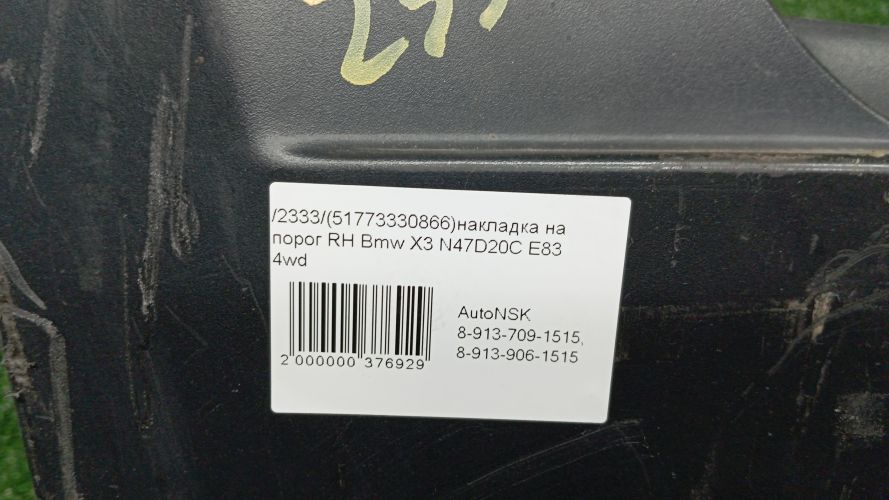 /2333/(51773330866)накладка на
порог RH Bmw X3 N47D20C E83
4wd
AutoNSK
8-913-709-1515,
8-913-906-1515
2 000000 376929